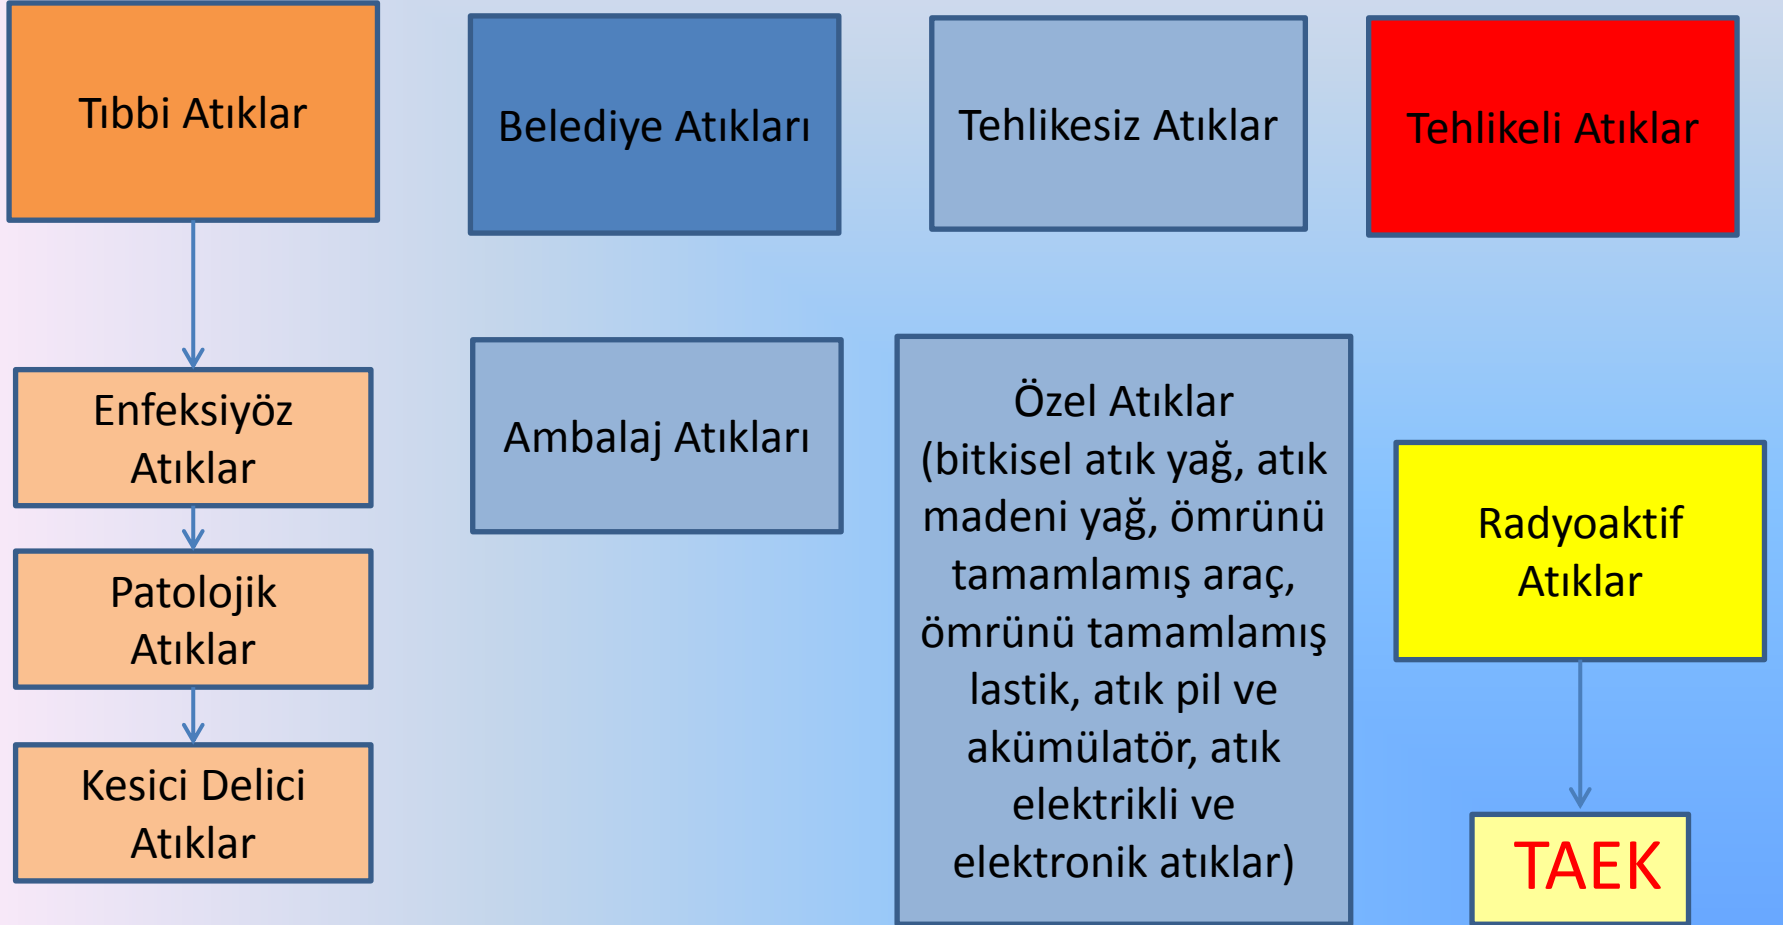 Tıbbi Atıklar
Belediye Atıkları
Tehlikesiz Atıklar
Tehlikeli Atıklar
Enfeksiyöz
Atıklar
Patolojik
Atıklar
Kesici Delici
Atıklar
Ambalaj Atıkları
Özel Atıklar
(bitkisel atık yağ, atık
madeni yağ, ömrünü
tamamlamış araç,
ömrünü tamamlamış
lastik, atık pil ve
akümülatör, atık
elektrikli ve
elektronik atıklar)
Radyoaktif
Atıklar
TAEK